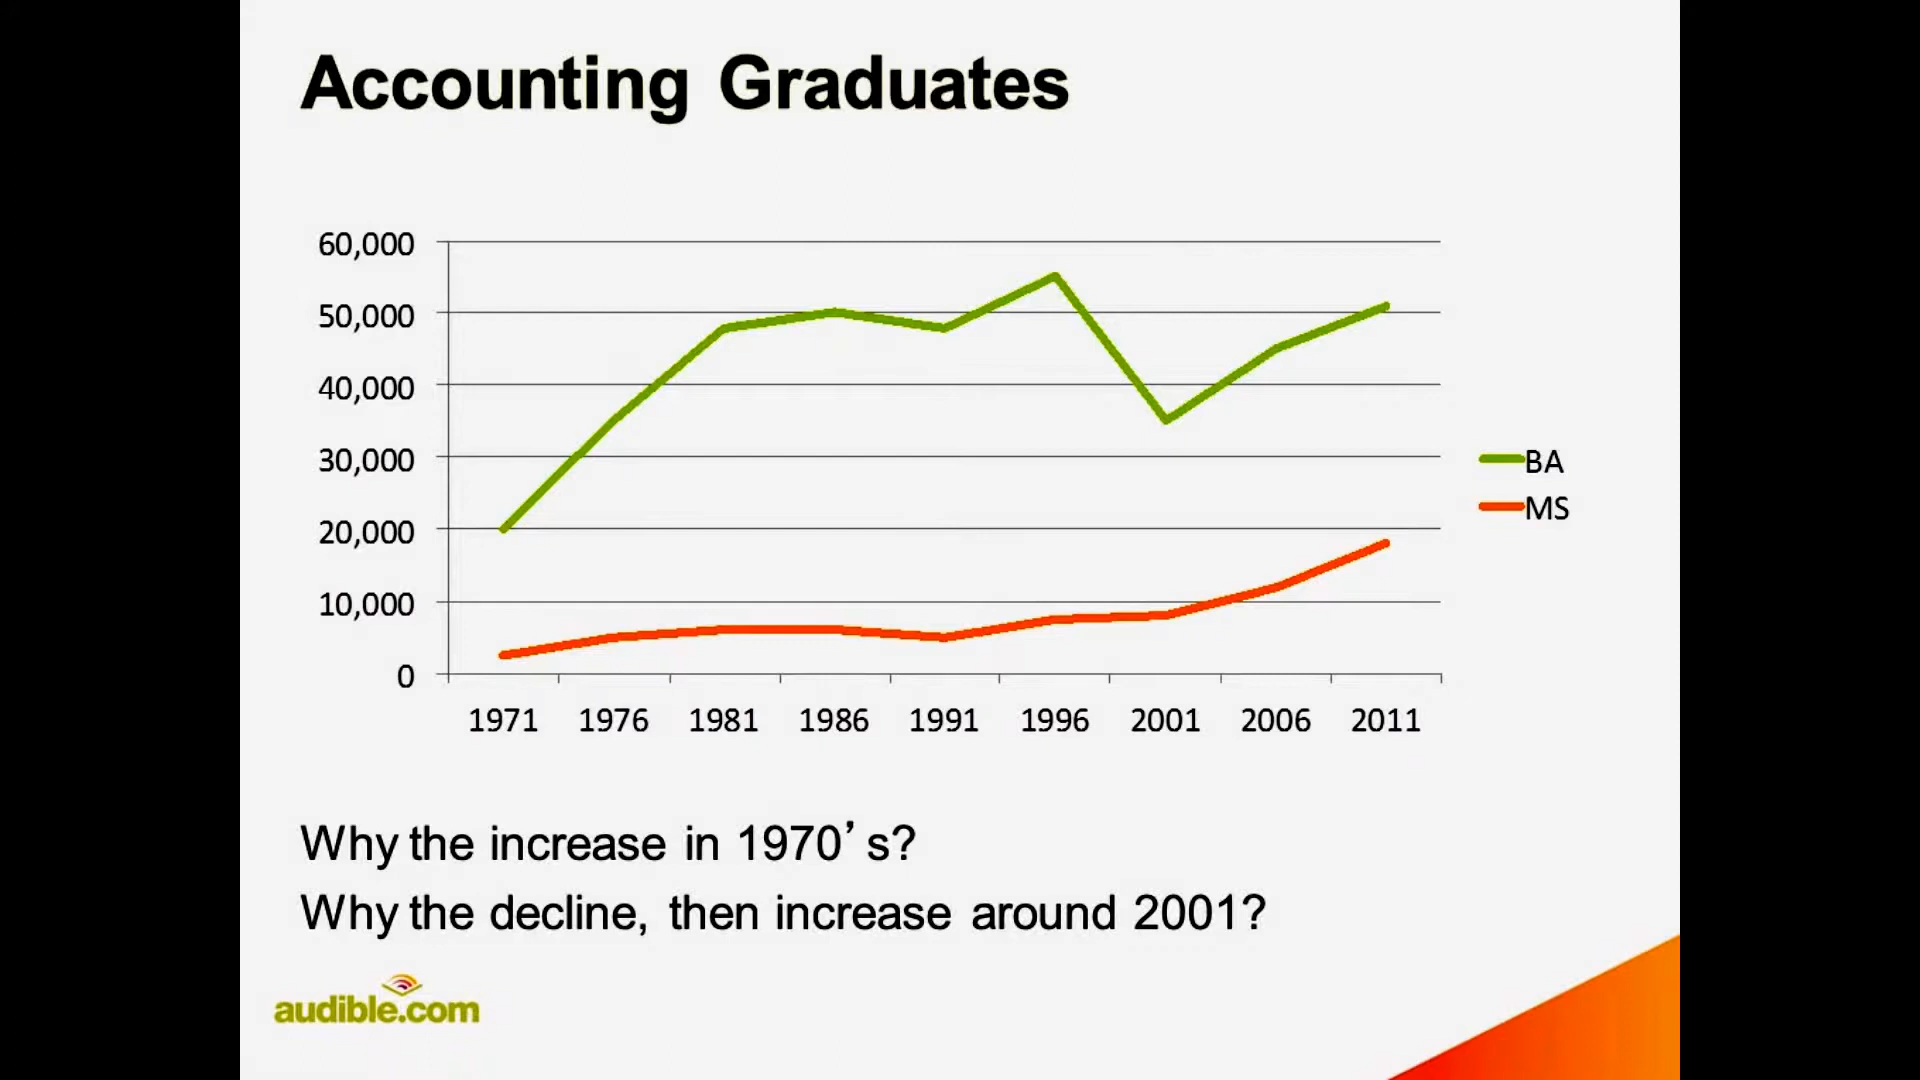 Accounting Graduates
60,000
50,000
40,000
30,000
20,000
10,000
0
BA
MS
1971 1976 1981 1986 1991 1996 2001 2006 2011
Why the increase in 1970’s?
Why the decline, then increase around 2001?
audible.com